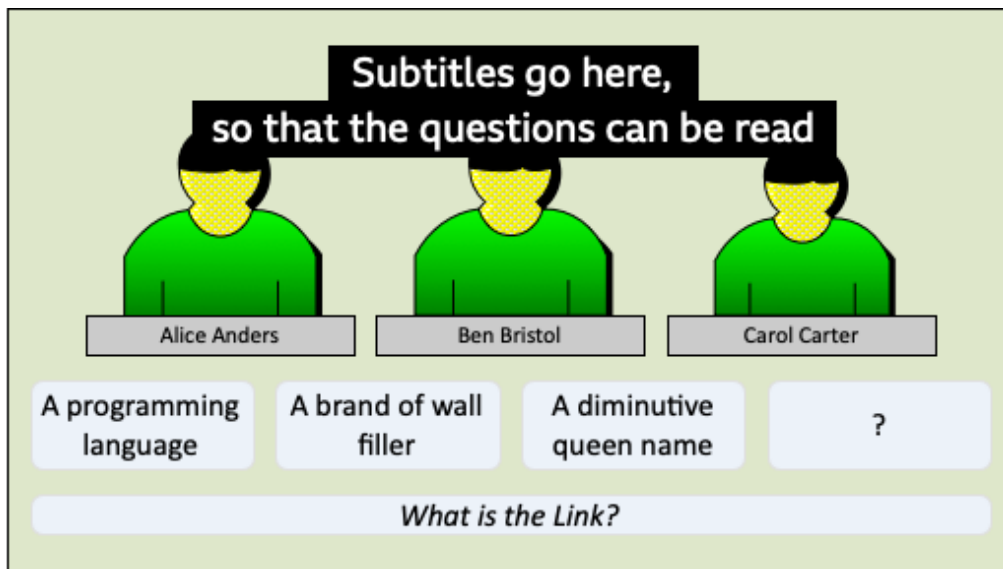 Subtitles go here,
so that the questions can be read
Alice Anders
Ben Bristol
Carol Carter
A programming
language
A brand of wall
filler
A diminutive
queen name
?
What is the Link?